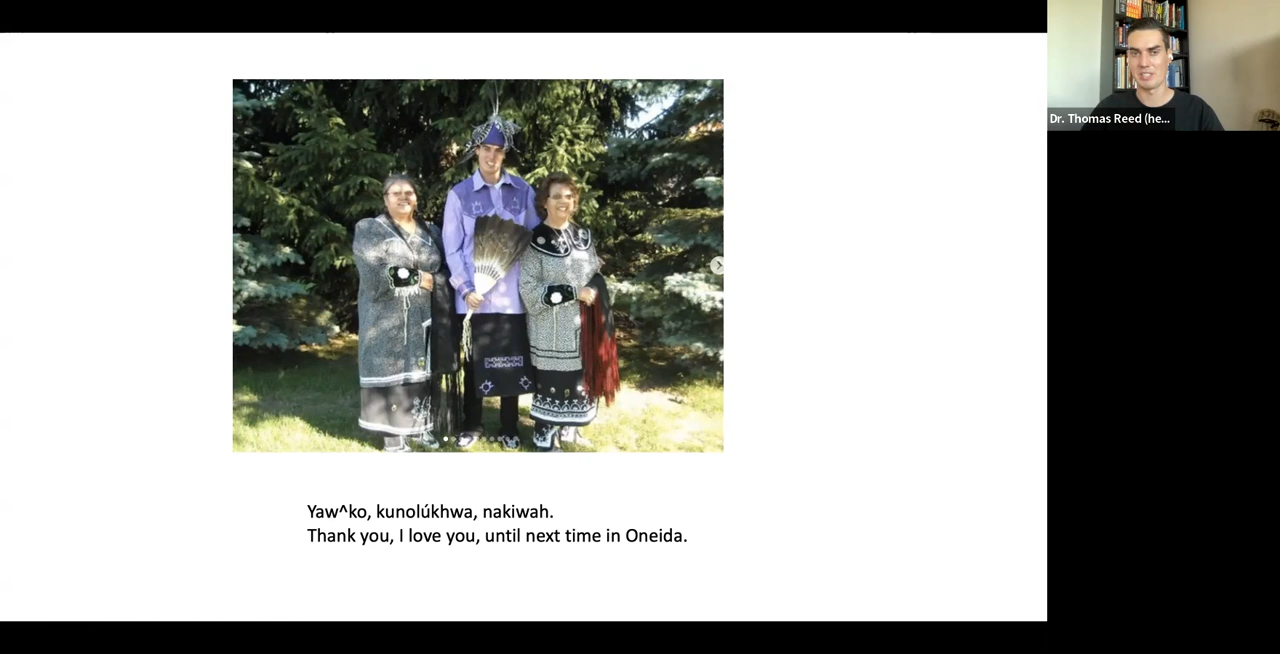 Dr. Thomas Reed (he...
Yaw^ko, kunolúkhwa, nakiwah.
Thank you, I love you, until next time in Oneida.